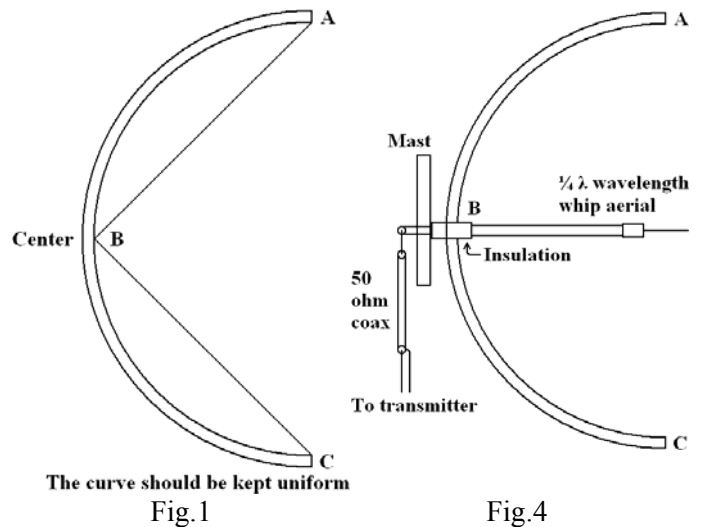 A
Center
B
C
The curve should be kept uniform
Fig.1
A
Mast
¼ λ wavelength
whip aerial
B
Insulation
50
ohm
coax
To transmitter
C
Fig.4